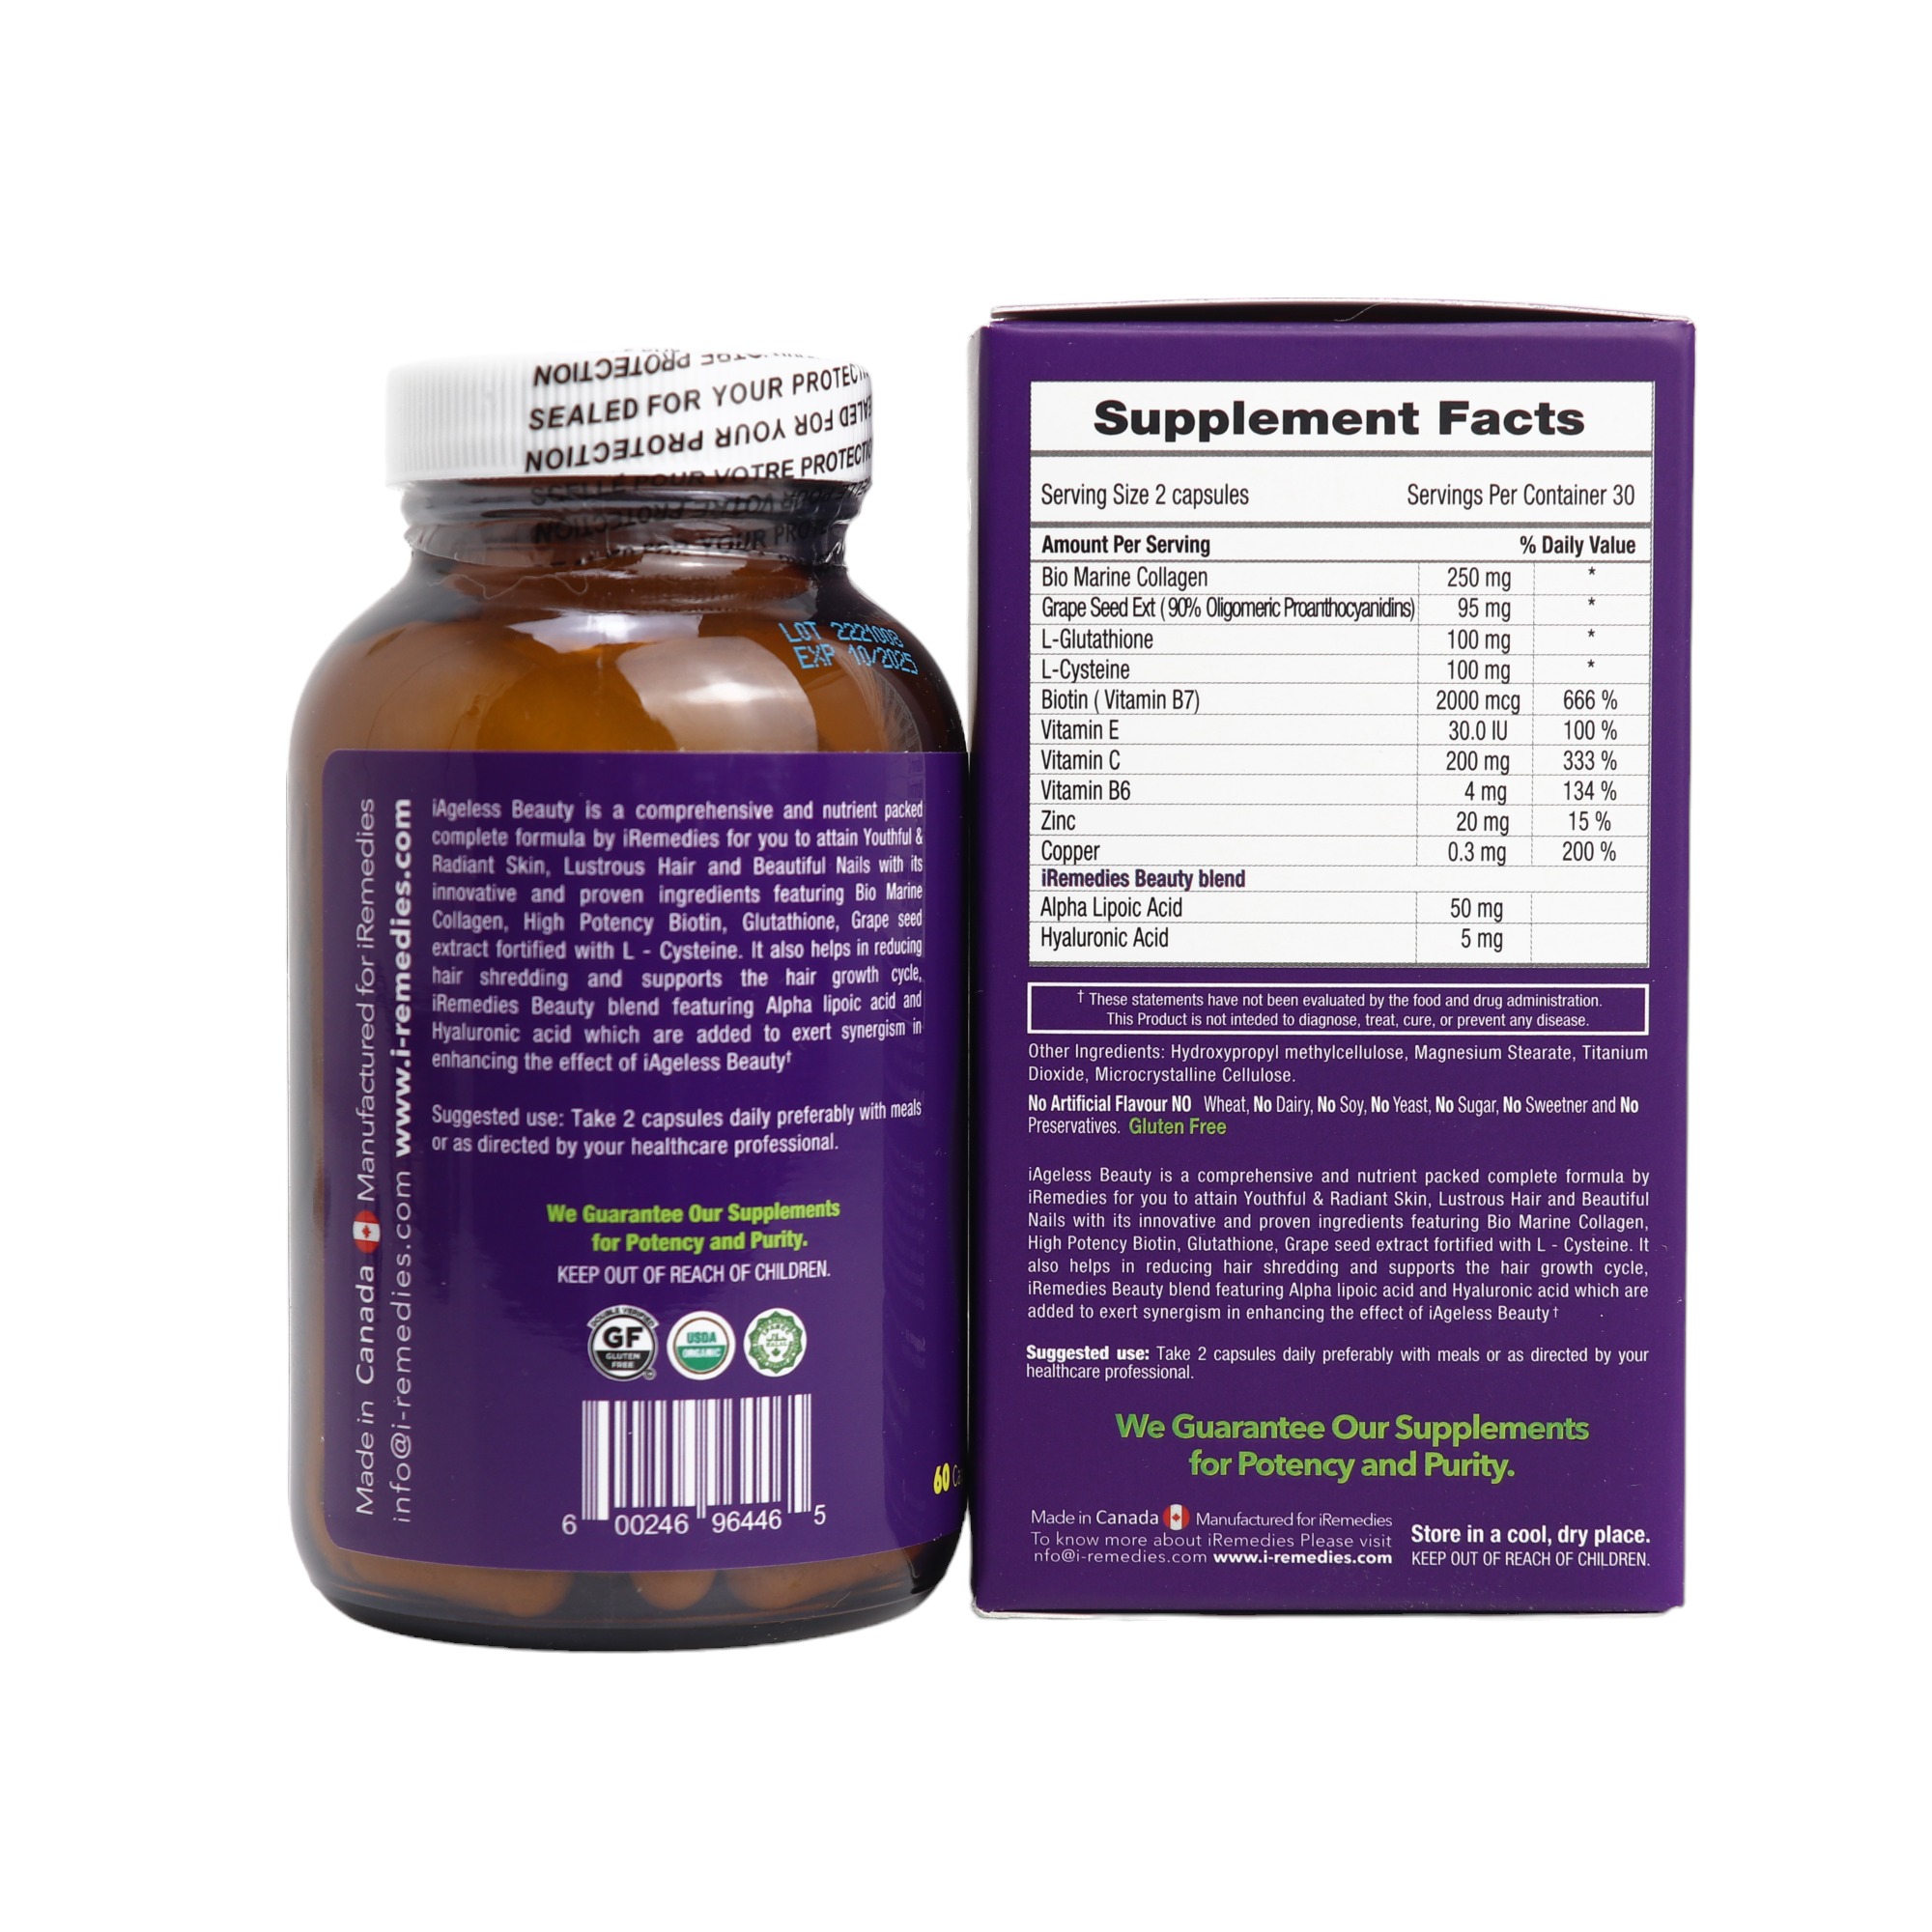 SEALED FOR YOUR PROTECTI
SEALED FOR YOUR PROTECTION
SCELLÉ POUR VOTRE PROTECTION
LOT 2221008
EXP 10/2025
Made in Canada Manufactured for iRemedies
info@i-remedies.com www.i-remedies.com
iAgeless Beauty is a comprehensive and nutrient packed
complete formula by iRemedies for you to attain Youthful &
Radiant Skin, Lustrous Hair and Beautiful Nails with its
innovative and proven ingredients featuring Bio Marine
Collagen, High Potency Biotin, Glutathione, Grape seed
extract fortified with L - Cysteine. It also helps in reducing
hair shredding and supports the hair growth cycle,
iRemedies Beauty blend featuring Alpha lipoic acid and
Hyaluronic acid which are added to exert synergism in
enhancing the effect of iAgeless Beauty†
Suggested use: Take 2 capsules daily preferably with meals
or as directed by your healthcare professional.
We Guarantee Our Supplements
for Potency and Purity.
KEEP OUT OF REACH OF CHILDREN.
DOUBLE VERIFIED
GF
GLUTEN
FREE
USDA
ORGANIC
6 00246 96446 5
60
Supplement Facts
Serving Size 2 capsules Servings Per Container 30
Amount Per Serving % Daily Value
Bio Marine Collagen 250 mg *
Grape Seed Ext ( 90% Oligomeric Proanthocyanidins) 95 mg *
L-Glutathione 100 mg *
L-Cysteine 100 mg *
Biotin ( Vitamin B7) 2000 mcg 666 %
Vitamin E 30.0 IU 100 %
Vitamin C 200 mg 333 %
Vitamin B6 4 mg 134 %
Zinc 20 mg 15 %
Copper 0.3 mg 200 %
iRemedies Beauty blend
Alpha Lipoic Acid 50 mg
Hyaluronic Acid 5 mg
† These statements have not been evaluated by the food and drug administration.
This Product is not inteded to diagnose, treat, cure, or prevent any disease.
Other Ingredients: Hydroxypropyl methylcellulose, Magnesium Stearate, Titanium
Dioxide, Microcrystalline Cellulose.
No Artificial Flavour NO Wheat, No Dairy, No Soy, No Yeast, No Sugar, No Sweetner and No
Preservatives. Gluten Free
iAgeless Beauty is a comprehensive and nutrient packed complete formula by
iRemedies for you to attain Youthful & Radiant Skin, Lustrous Hair and Beautiful
Nails with its innovative and proven ingredients featuring Bio Marine Collagen,
High Potency Biotin, Glutathione, Grape seed extract fortified with L - Cysteine. It
also helps in reducing hair shredding and supports the hair growth cycle,
iRemedies Beauty blend featuring Alpha lipoic acid and Hyaluronic acid which are
added to exert synergism in enhancing the effect of iAgeless Beauty †
Suggested use: Take 2 capsules daily preferably with meals or as directed by your
healthcare professional.
We Guarantee Our Supplements
for Potency and Purity.
Made in Canada Manufactured for iRemedies
To know more about iRemedies Please visit
nfo@i-remedies.com www.i-remedies.com
Store in a cool, dry place.
KEEP OUT OF REACH OF CHILDREN.